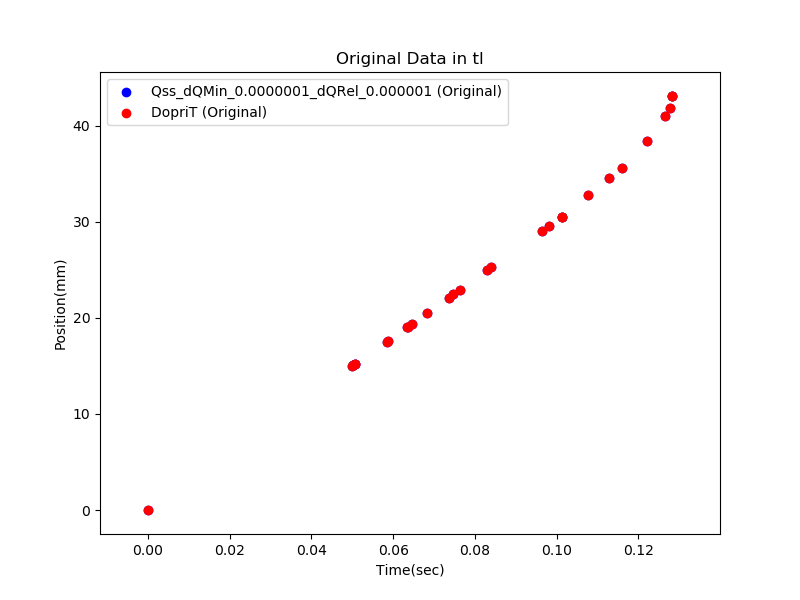 Original Data in tl
Qss_dQMin_0.0000001_dQRel_0.000001 (Original)
DopriT (Original)
40
30
20
10
0
Position(mm)
0.00 0.02 0.04 0.06 0.08 0.10 0.12
Time(sec)